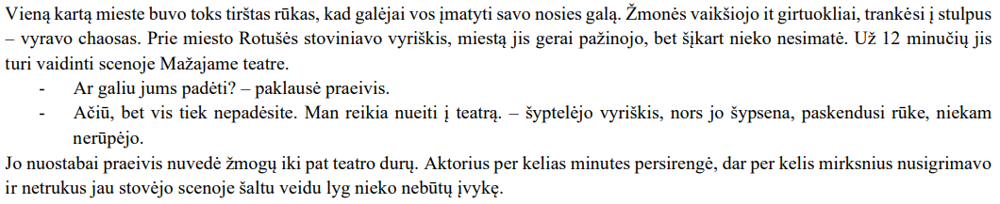 Vieną kartą mieste buvo toks tirštas rūkas, kad galėjai vos įmatyti savo nosies galą. Žmonės vaikšiojo it girtuokliai, trankėsi į stulpus
– vyravo chaosas. Prie miesto Rotušės stoviniavo vyriškis, miestą jis gerai pažinojo, bet šįkart nieko nesimatė. Už 12 minučių jis
turi vaidinti scenoje Mažajame teatre.
- Ar galiu jums padėti? – paklausė praeivis.
- Ačiū, bet vis tiek nepadėsite. Man reikia nueiti į teatrą. – šyptelėjo vyriškis, nors jo šypsena, paskendusi rūke, niekam
nerūpėjo.
Jo nuostabai praeivis nuvedė žmogų iki pat teatro durų. Aktorius per kelias minutes persirengė, dar per kelis mirksnius nusigrimavo
ir netrukus jau stovėjo scenoje šaltu veidu lyg nieko nebūtų įvykę.